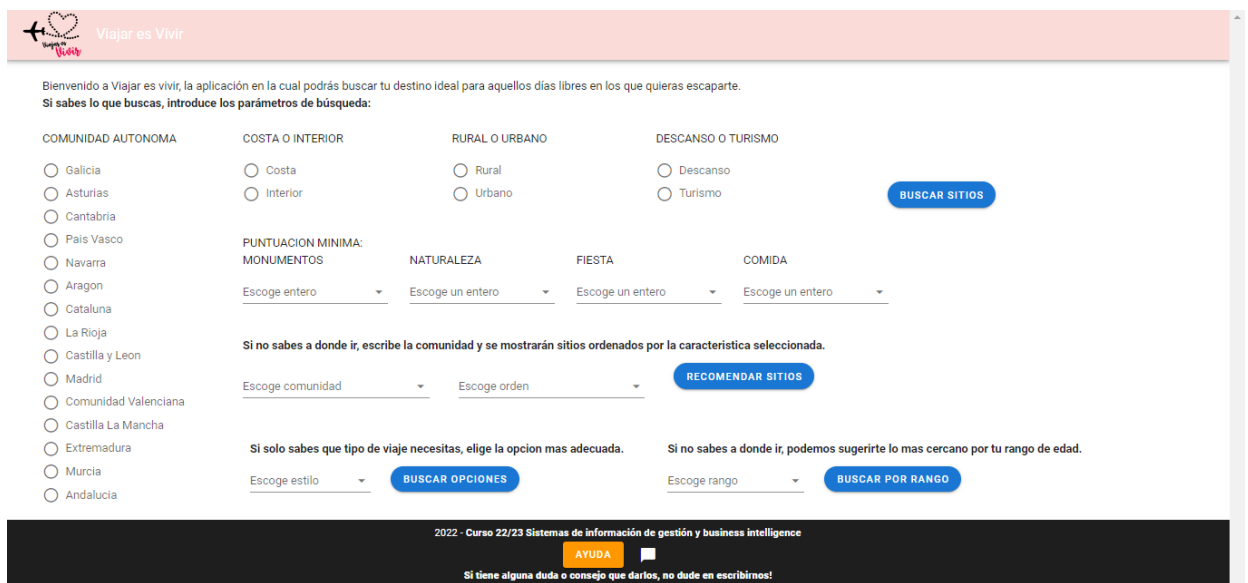 Viajar es
Vivir
Viajar es Vivir
Bienvenido a Viajar es vivir, la aplicación en la cual podrás buscar tu destino ideal para aquellos días libres en los que quieras escaparte.
Si sabes lo que buscas, introduce los parámetros de búsqueda:
COMUNIDAD AUTONOMA
Galicia
Asturias
Cantabria
Pais Vasco
Navarra
Aragon
Cataluna
La Rioja
Castilla y Leon
Madrid
Comunidad Valenciana
Castilla La Mancha
Extremadura
Murcia
Andalucia
COSTA O INTERIOR
Costa
Interior
RURAL O URBANO
Rural
Urbano
DESCANSO O TURISMO
Descanso
Turismo
BUSCAR SITIOS
PUNTUACION MINIMA:
MONUMENTOS
Escoge entero
NATURALEZA
Escoge un entero
FIESTA
Escoge un entero
COMIDA
Escoge un entero
Si no sabes a donde ir, escribe la comunidad y se mostrarán sitios ordenados por la caracteristica seleccionada.
Escoge comunidad
Escoge orden
RECOMENDAR SITIOS
Si solo sabes que tipo de viaje necesitas, elige la opcion mas adecuada.
Escoge estilo
BUSCAR OPCIONES
Si no sabes a donde ir, podemos sugerirte lo mas cercano por tu rango de edad.
Escoge rango
BUSCAR POR RANGO
2022 - Curso 22/23 Sistemas de información de gestión y business intelligence
AYUDA
Si tiene alguna duda o consejo que darlos, no dude en escribirnos!